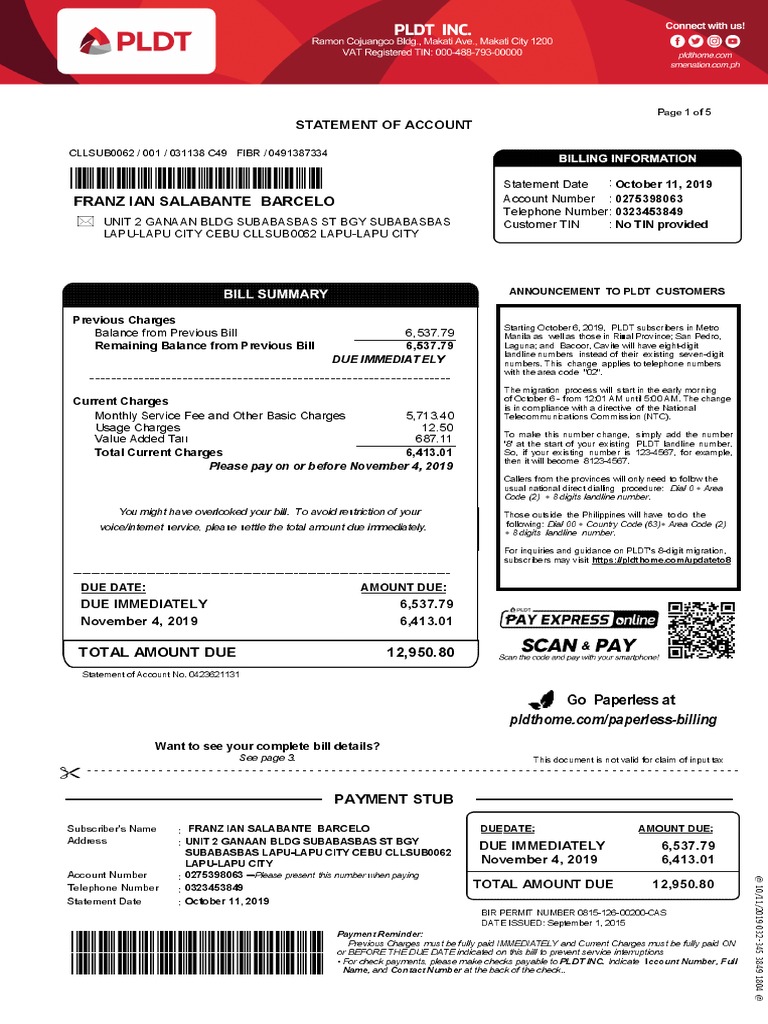 PLDT
PLDT INC.
Ramon Cojuangco Bldg., Makati Ave., Makati City 1200
VAT Registered TIN: 000-488-793-00000
Connect with us!
pldthome.com
smenation.com.ph
Page 1 of 5
STATEMENT OF ACCOUNT
CLLSUB0062 / 001 / 031138 C49 FIBR / 0491387334
FRANZ IAN SALABANTE BARCELO
UNIT 2 GANAAN BLDG SUBABASBAS ST BGY SUBABASBAS
LAPU-LAPU CITY CEBU CLLSUB0062 LAPU-LAPU CITY
BILLING INFORMATION
Statement Date : October 11, 2019
Account Number : 0275398063
Telephone Number : 0323453849
Customer TIN : No TIN provided
BILL SUMMARY
Previous Charges
Balance from Previous Bill 6,537.79
Remaining Balance from Previous Bill 6,537.79
DUE IMMEDIATELY
Current Charges
Monthly Service Fee and Other Basic Charges 5,713.40
Usage Charges 12.50
Value Added Taıı 687.11
Total Current Charges 6,413.01
Please pay on or before November 4, 2019
You might have overlooked your bill. To avoid restriction of your
voice/internet service, please settle the total amount due immediately.
DUE DATE: AMOUNT DUE:
DUE IMMEDIATELY 6,537.79
November 4, 2019 6,413.01
TOTAL AMOUNT DUE 12,950.80
Statement of Account No. 0423621131
ANNOUNCEMENT TO PLDT CUSTOMERS
Starting October 6, 2019, PLDT subscribers in Metro
Manila as well as those in Rizal Province; San Pedro,
Laguna; and Bacoor, Cavite will have eight-digit
landline numbers instead of their existing seven-digit
numbers. This change applies to telephone numbers
with the area code "02".
The migration process will start in the early morning
of October 6 - from 12:01 AM until 5:00 AM. The change
is in compliance with a directive of the National
Telecommunications Commission (NTC).
To make this number change, simply add the number
'8' at the start of your existing PLDT landline number.
So, if your existing number is 123-4567, for example,
then it will become 8123-4567.
Callers from the provinces will only need to follow the
usual national direct dialing procedure: Dial 0 + Area
Code (2) + 8 digits landline number.
Those outside the Philippines will have to do the
following: Dial 00 + Country Code (63)+ Area Code (2)
+ 8 digits landline number.
For inquiries and guidance on PLDT's 8-digit migration,
subscribers may visit https://pldthome.com/updateto8
PLDT
PAY EXPRESS online
SCAN & PAY
Scan the code and pay with your smartphone!
Go Paperless at
pldthome.com/paperless-billing
Want to see your complete bill details?
See page 3.
This document is not valid for claim of input tax
PAYMENT STUB
Subscriber's Name : FRANZ IAN SALABANTE BARCELO
Address : UNIT 2 GANAAN BLDG SUBABASBAS ST BGY
SUBABASBAS LAPU-LAPU CITY CEBU CLLSUB0062
LAPU-LAPU CITY
Account Number : 0275398063 —Please present this number when paying
Telephone Number : 0323453849
Statement Date : October 11, 2019
DUEDATE: AMOUNT DUE:
DUE IMMEDIATELY 6,537.79
November 4, 2019 6,413.01
TOTAL AMOUNT DUE 12,950.80
BIR PERMIT NUMBER 0815-126-00200-CAS
DATE ISSUED: September 1, 2015
Payment Reminder:
Previous Charges must be fully paid IMMEDIATELY and Current Charges must be fully paid ON
or BEFORE THE DUE DATE indicated on this bill to prevent service interruptions
• For check payments, please make checks payable to PLDT INC. Indicate Iccount Number, Full
Name, and Contact Number at the back of the check..
@ 10/11/2019 032-345 3849 1804 @